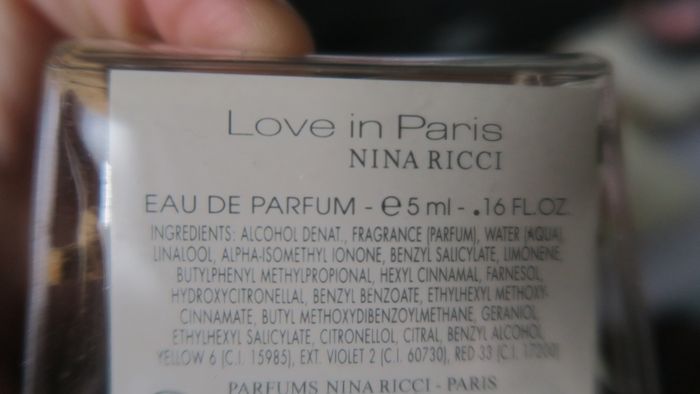 Love in Paris
NINA RICCI
EAU DE PARFUM - ℮ 5 ml - .16 FL.OZ.
INGREDIENTS: ALCOHOL DENAT., FRAGRANCE (PARFUM), WATER (AQUA),
LINALOOL, ALPHA-ISOMETHYL IONONE, BENZYL SALICYLATE, LIMONENE,
BUTYLPHENYL METHYLPROPIONAL, HEXYL CINNAMAL, FARNESOL,
HYDROXYCITRONELLAL, BENZYL BENZOATE, ETHYLHEXYL METHOXY-
CINNAMATE, BUTYL METHOXYDIBENZOYLMETHANE, GERANIOL,
ETHYLHEXYL SALICYLATE, CITRONELLOL, CITRAL, BENZYL ALCOHOL,
YELLOW 6 (C.I. 15985), EXT. VIOLET 2 (C.I. 60730), RED 33 (C.I. 17200)
PARFUMS NINA RICCI - PARIS